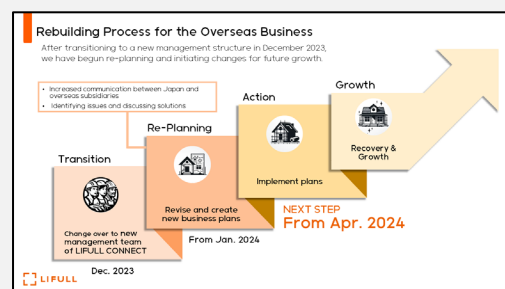 Rebuilding Process for the Overseas Business
After transitioning to a new management structure in December 2023,
we have begun re-planning and initiating changes for future growth.
• Increased communication between Japan and
overseas subsidiaries
• Identifying issues and discussing solutions
Transition
Change over to new
management team
of LIFULL CONNECT
Dec. 2023
Re-Planning
Revise and create
new business plans
From Jan. 2024
Action
Implement plans
NEXT STEP
From Apr. 2024
Growth
Recovery &
Growth
LIFULL